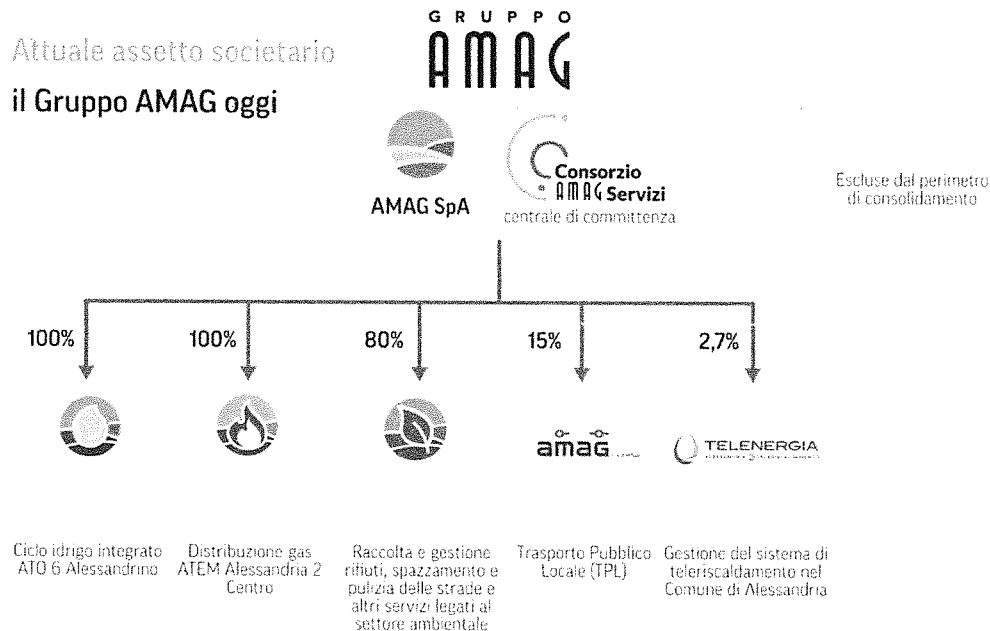 GRUPPO
AMAG
Attuale assetto societario
il Gruppo AMAG oggi
AMAG SpA
Consorzio
AMAG Servizi
centrale di committenza
Escluse dal perimetro
di consolidamento
100%
100%
80%
15%
2,7%
amag
TELENERGIA
Ciclo idrigo integrato
ATO 6 Alessandrino
Distribuzione gas
ATEM Alessandria 2
Centro
Raccolta e gestione
rifiuti, spazzamento e
pulizia delle strade e
altri servizi legati al
settore ambientale
Trasporto Pubblico
Locale (TPL)
Gestione del sistema di
teleriscaldamento nel
Comune di Alessandria